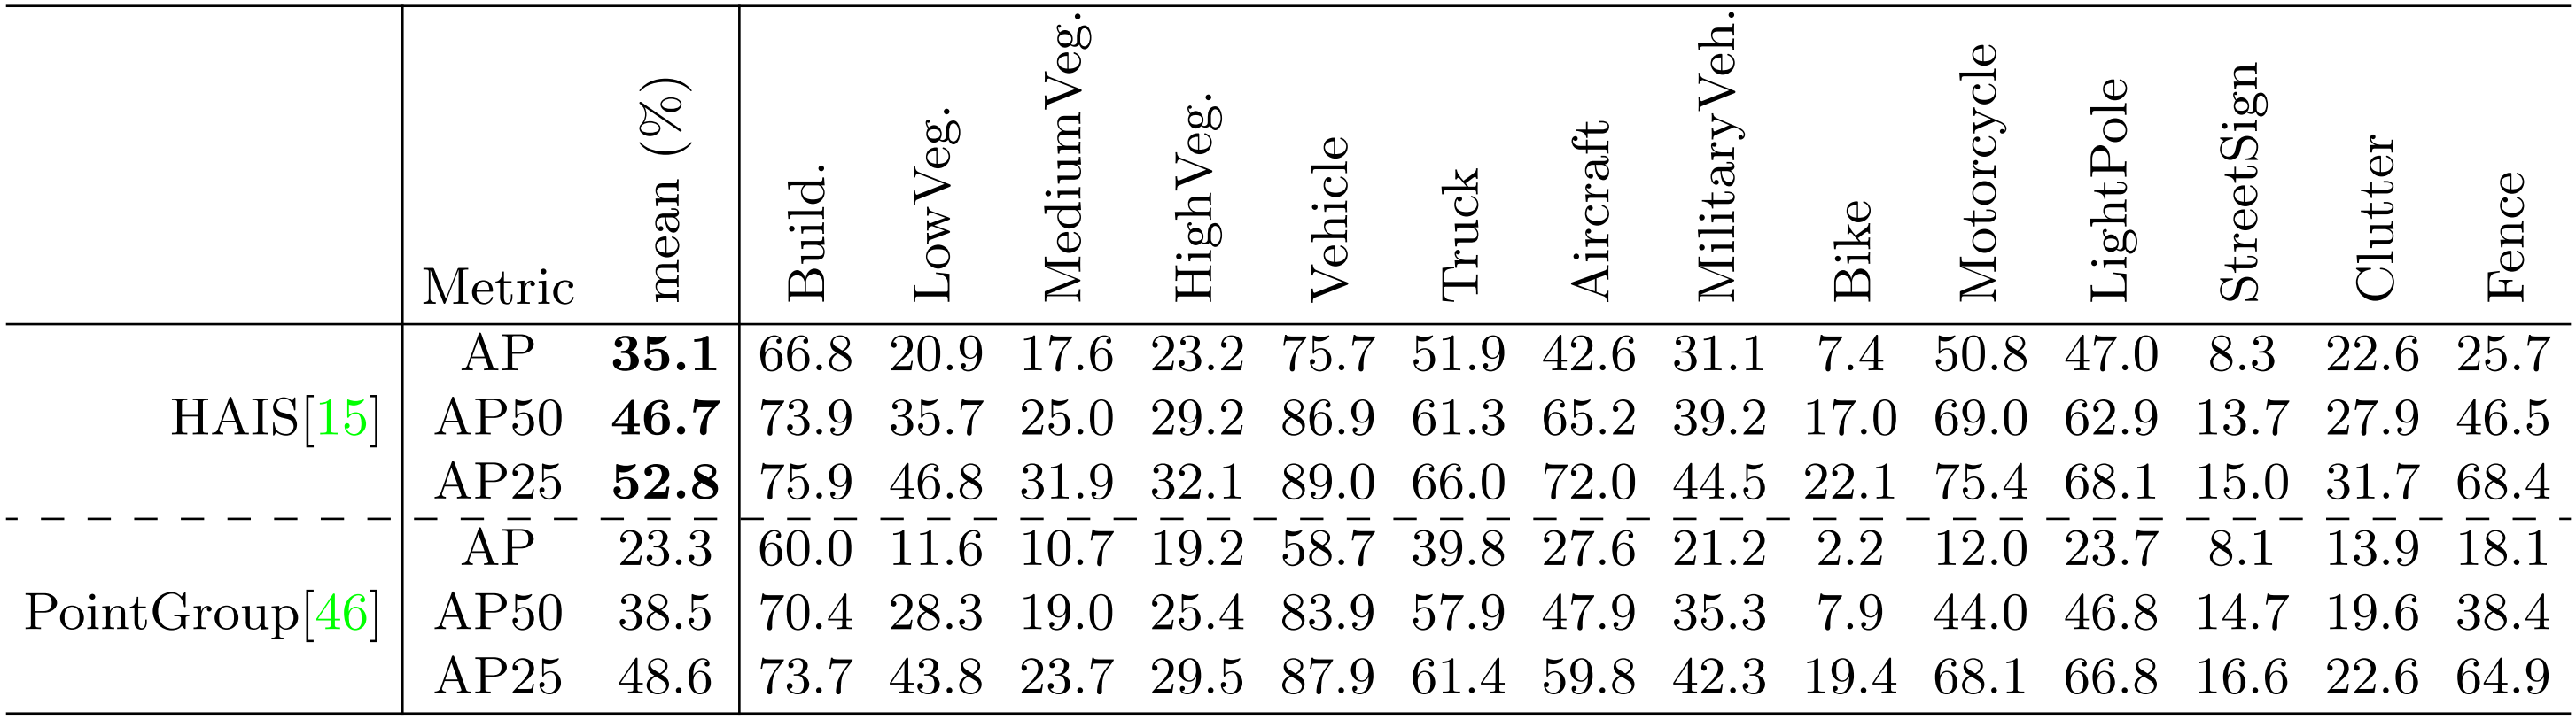 Metric mean (%) Build. LowVeg. MediumVeg. HighVeg. Vehicle Truck Aircraft MilitaryVeh. Bike Motorcycle LightPole StreetSign Clutter Fence
AP 35.1 66.8 20.9 17.6 23.2 75.7 51.9 42.6 31.1 7.4 50.8 47.0 8.3 22.6 25.7
HAIS[15] AP50 46.7 73.9 35.7 25.0 29.2 86.9 61.3 65.2 39.2 17.0 69.0 62.9 13.7 27.9 46.5
AP25 52.8 75.9 46.8 31.9 32.1 89.0 66.0 72.0 44.5 22.1 75.4 68.1 15.0 31.7 68.4
AP 23.3 60.0 11.6 10.7 19.2 58.7 39.8 27.6 21.2 2.2 12.0 23.7 8.1 13.9 18.1
PointGroup[46] AP50 38.5 70.4 28.3 19.0 25.4 83.9 57.9 47.9 35.3 7.9 44.0 46.8 14.7 19.6 38.4
AP25 48.6 73.7 43.8 23.7 29.5 87.9 61.4 59.8 42.3 19.4 68.1 66.8 16.6 22.6 64.9